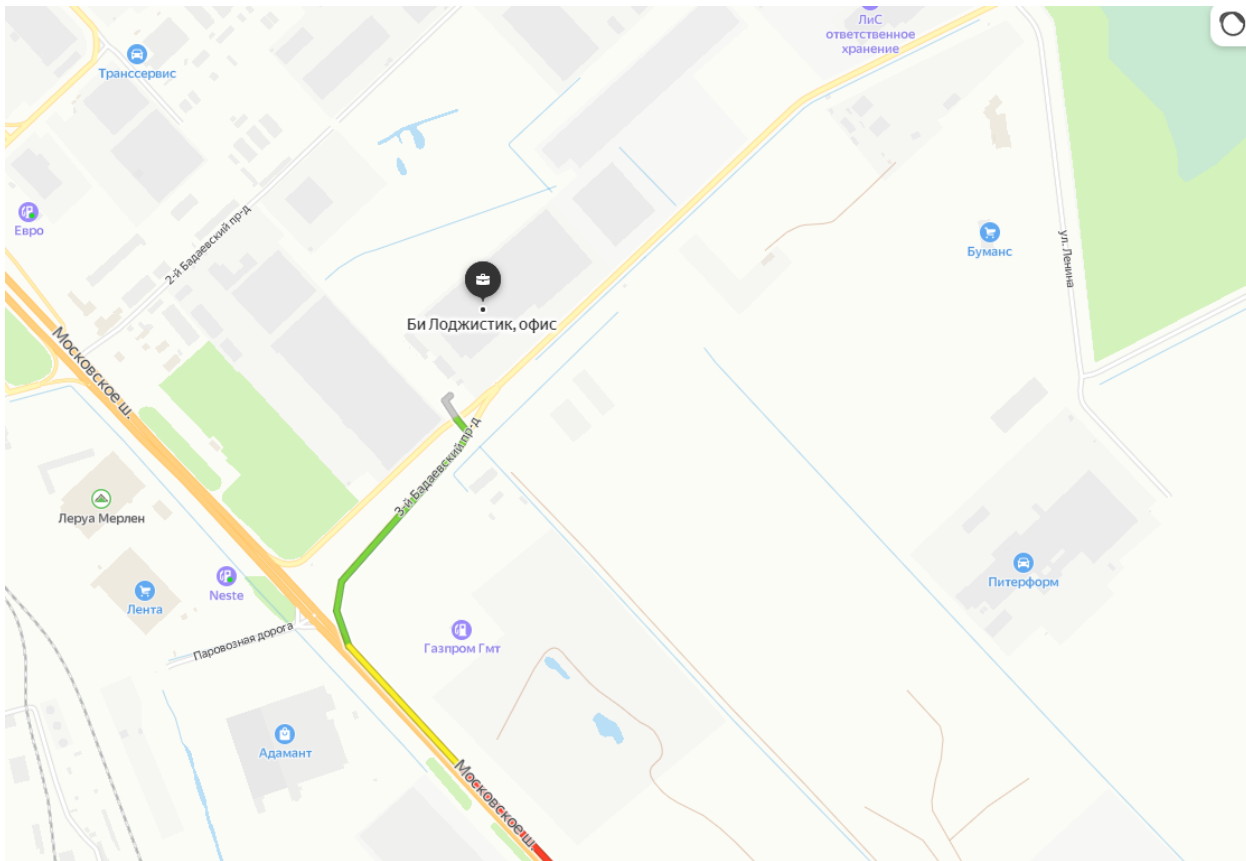 ЛиС
ответственное
хранение
Транссервис
Евро
2-й Бадаевский пр-д
Буманс
ул. Ленина
Би Лоджистик, офис
Московское ш.
3-й Бадаевский пр-д
Леруа Мерлен
Neste
Лента
Питерформ
Паровозная дорога
Газпром Гмт
Адамант
Московское ш.